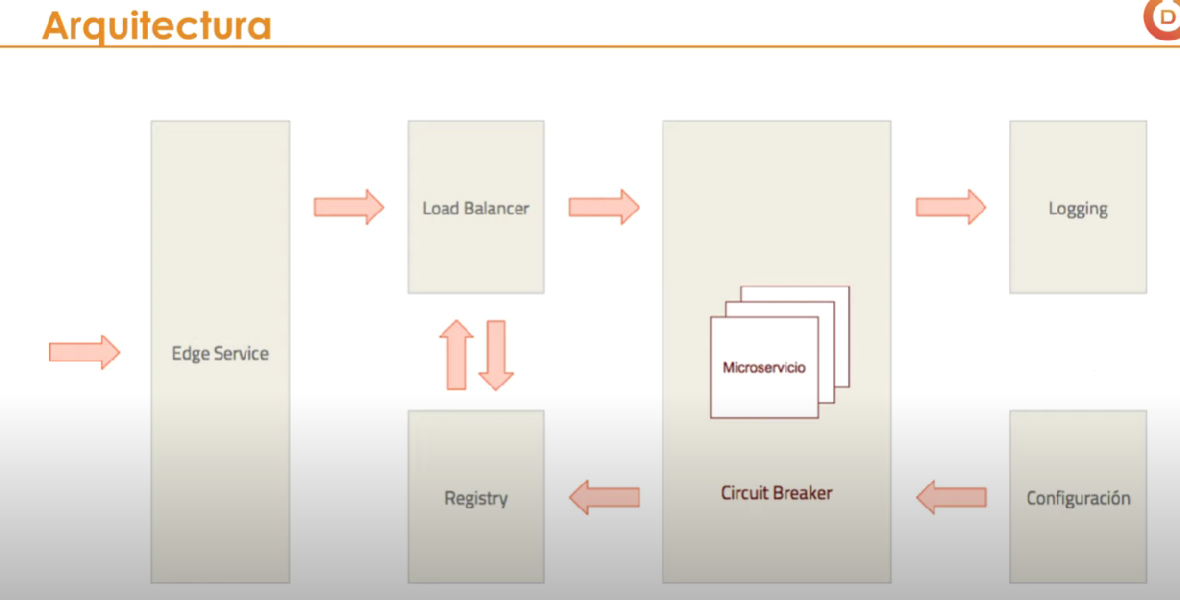 Arquitectura
D
Edge Service
Load Balancer
Registry
Microservicio
Circuit Breaker
Logging
Configuración